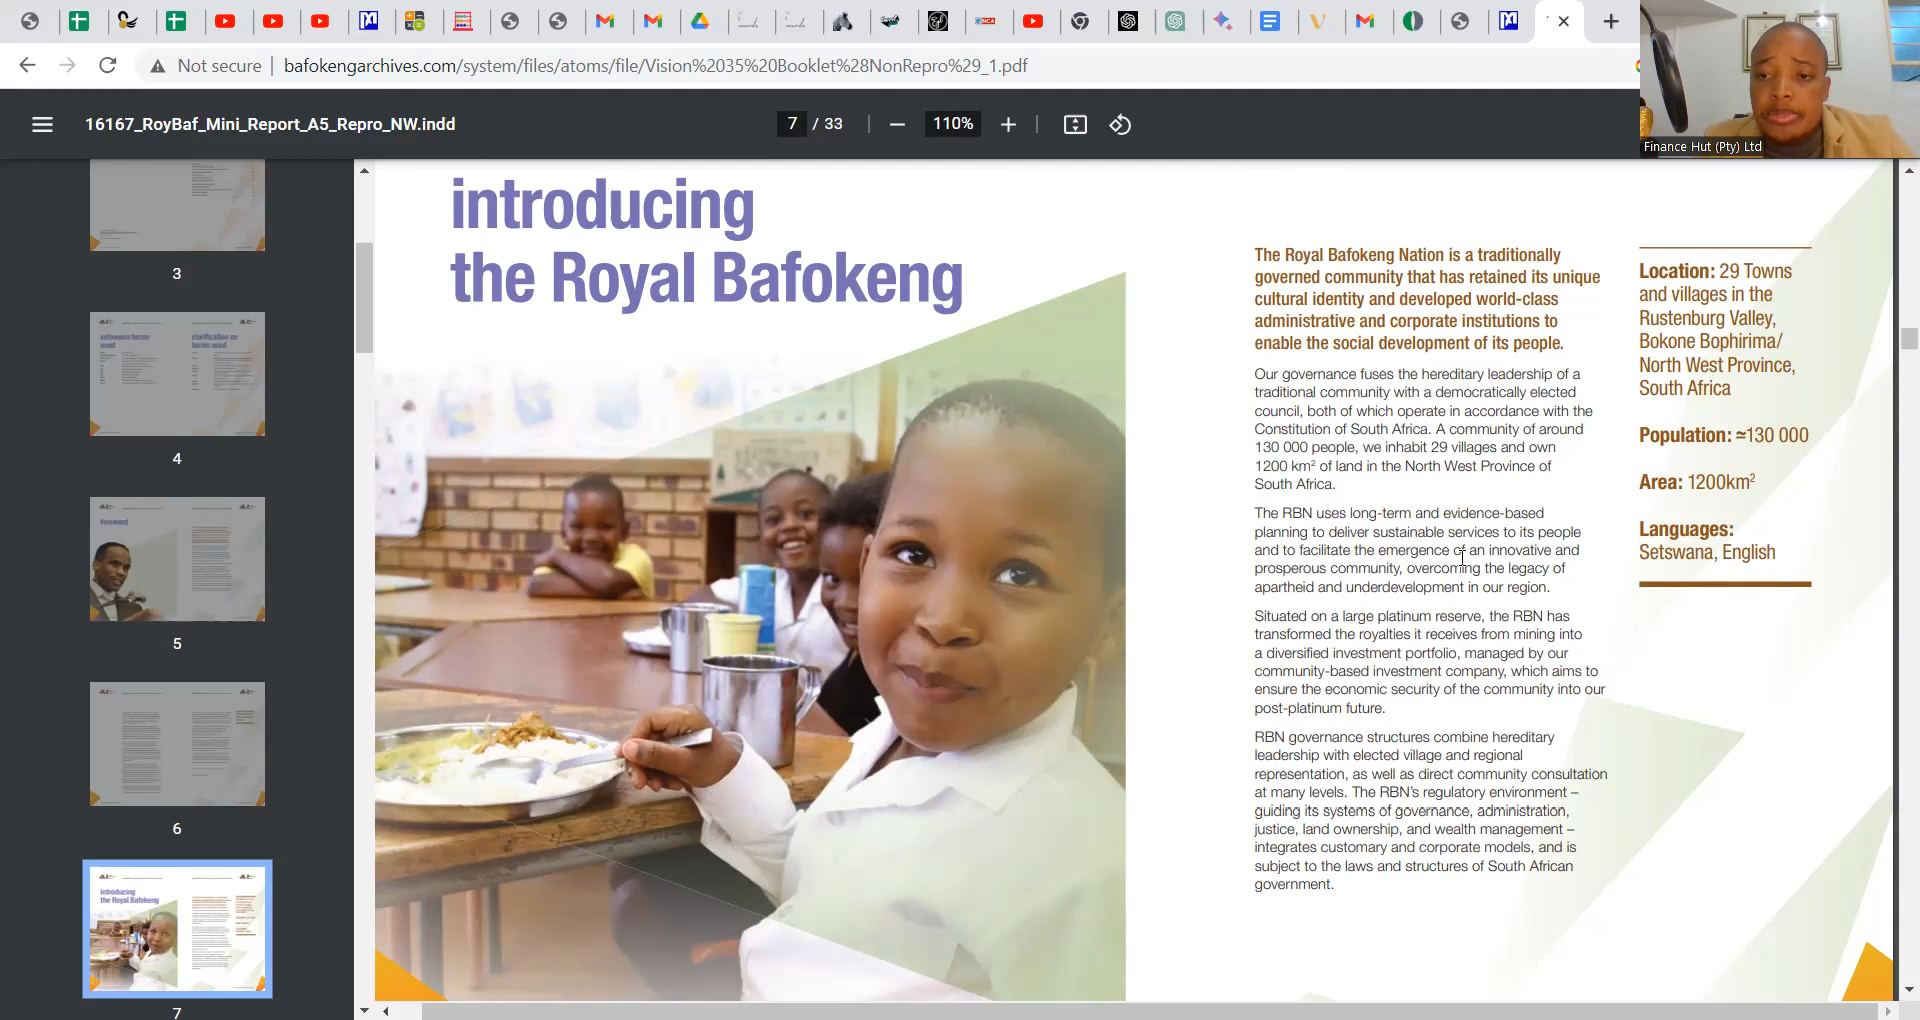 Not secure
bafokengarchives.com/system/files/atoms/file/Vision%2035%20Booklet%28NonRepro%29_1.pdf
16167_RoyBaf_Mini_Report_A5_Repro_NW.indd
7 / 33
110%
Finance Hut (Pty) Ltd
3
setswana terms
used
clarification on
terms used
4
foreword
5
6
introducing
the Royal Bafokeng
7
introducing
the Royal Bafokeng
The Royal Bafokeng Nation is a traditionally
governed community that has retained its unique
cultural identity and developed world-class
administrative and corporate institutions to
enable the social development of its people.
Our governance fuses the hereditary leadership of a
traditional community with a democratically elected
council, both of which operate in accordance with the
Constitution of South Africa. A community of around
130 000 people, we inhabit 29 villages and own
1200 km² of land in the North West Province of
South Africa.
The RBN uses long-term and evidence-based
planning to deliver sustainable services to its people
and to facilitate the emergence of an innovative and
prosperous community, overcoming the legacy of
apartheid and underdevelopment in our region.
Situated on a large platinum reserve, the RBN has
transformed the royalties it receives from mining into
a diversified investment portfolio, managed by our
community-based investment company, which aims to
ensure the economic security of the community into our
post-platinum future.
RBN governance structures combine hereditary
leadership with elected village and regional
representation, as well as direct community consultation
at many levels. The RBN's regulatory environment –
guiding its systems of governance, administration,
justice, land ownership, and wealth management –
integrates customary and corporate models, and is
subject to the laws and structures of South African
government.
Location: 29 Towns
and villages in the
Rustenburg Valley,
Bokone Bophirima/
North West Province,
South Africa
Population: ≃130 000
Area: 1200km²
Languages:
Setswana, English